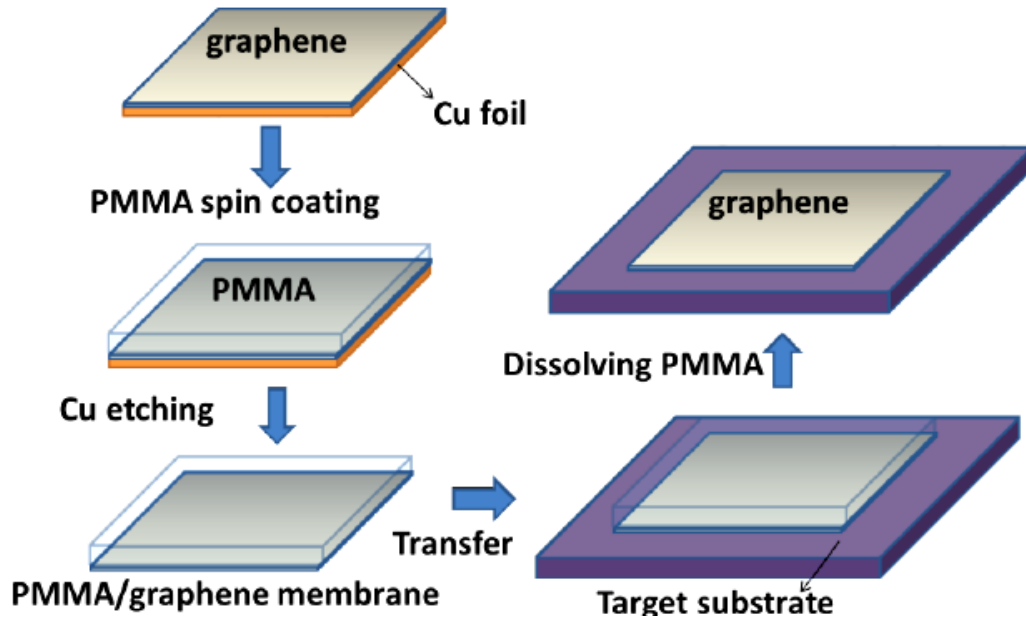 graphene
Cu foil
PMMA spin coating
PMMA
Cu etching
PMMA/graphene membrane
Transfer
Target substrate
Dissolving PMMA
graphene